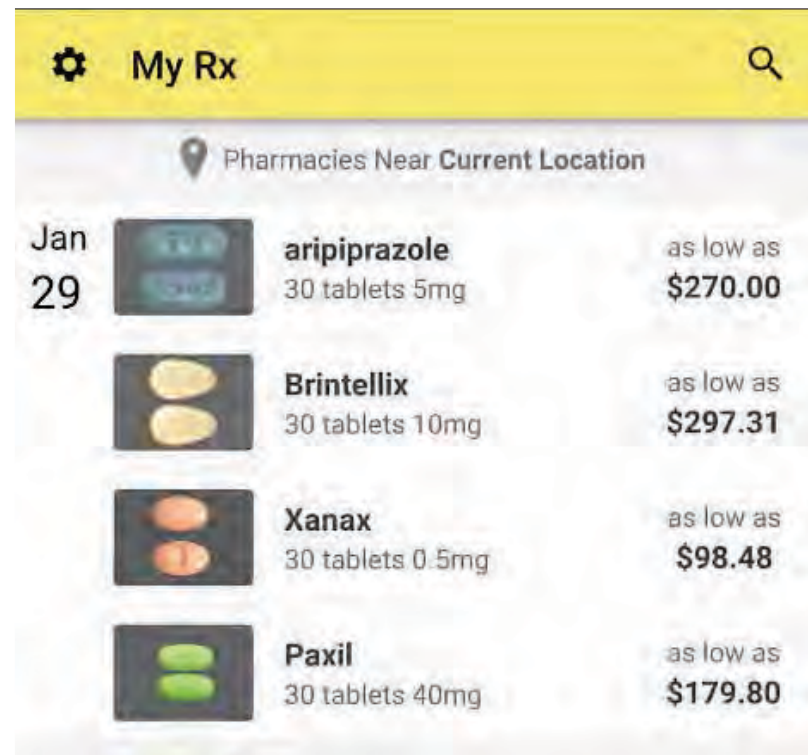 My Rx
Pharmacies Near Current Location
Jan
29
aripiprazole
30 tablets 5mg
as low as
$270.00
Brintellix
30 tablets 10mg
as low as
$297.31
Xanax
30 tablets 0.5mg
as low as
$98.48
Paxil
30 tablets 40mg
as low as
$179.80